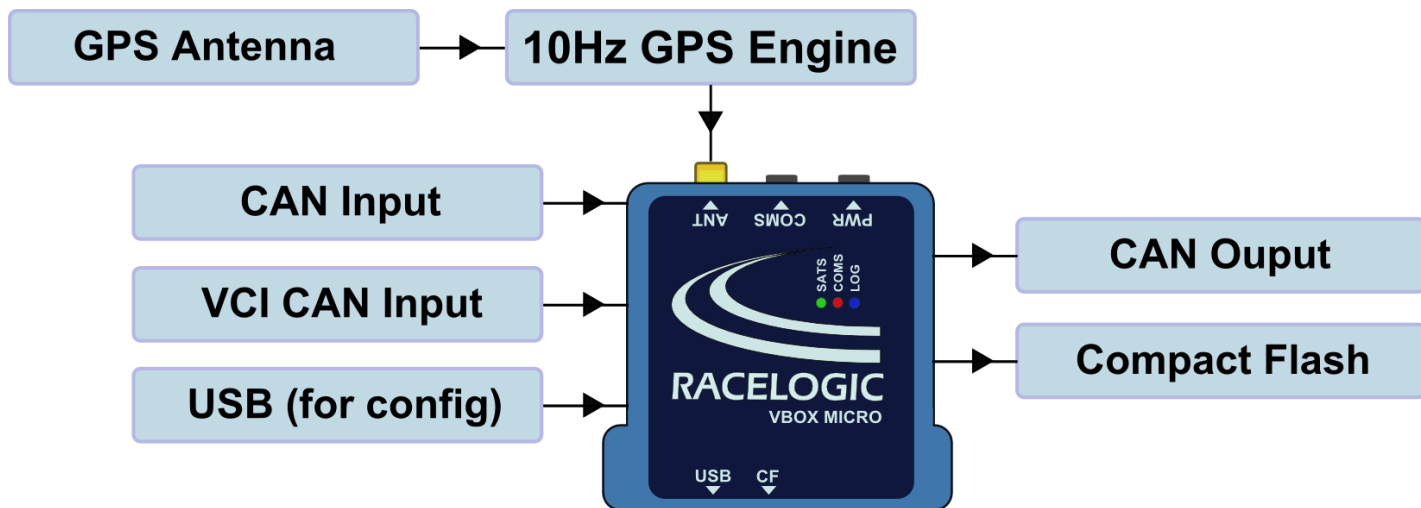 GPS Antenna
10Hz GPS Engine
CAN Input
VCI CAN Input
USB (for config)
ANT
COMS
PWR
SATS
COMS
LOG
RACELOGIC
VBOX MICRO
USB
CF
CAN Ouput
Compact Flash